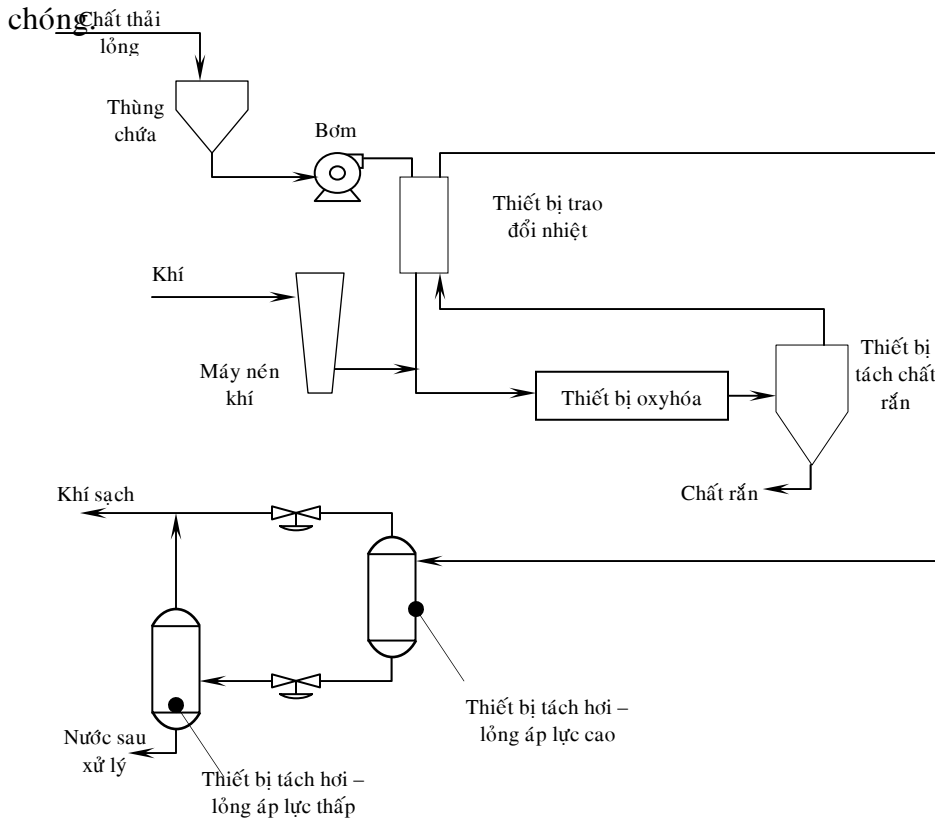 chóng.
Chất thải
lỏng
Thùng
chứa
Bơm
Thiết bị trao
đổi nhiệt
Khí
Máy nén
khí
Thiết bị oxyhóa
Thiết bị
tách chất
rắn
Chất rắn
Khí sạch
Thiết bị tách hơi –
lỏng áp lực cao
Nước sau
xử lý
Thiết bị tách hơi –
lỏng áp lực thấp